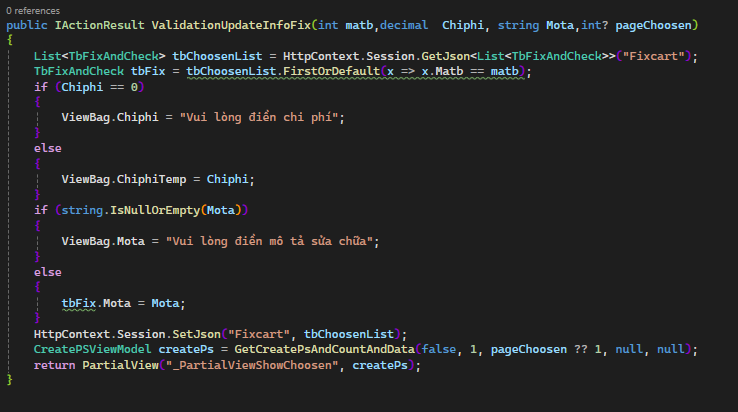 0 references
public IActionResult ValidationUpdateInfoFix(int matb,decimal  Chiphi, string Mota,int? pageChoosen)
{
    List<TbFixAndCheck> tbChoosenList = HttpContext.Session.GetJson<List<TbFixAndCheck>>("Fixcart");
    TbFixAndCheck tbFix = tbChoosenList.FirstOrDefault(x => x.Matb == matb);
    if (Chiphi == 0)
    {
        ViewBag.Chiphi = "Vui lòng điền chi phí";
    }
    else
    {
        ViewBag.ChiphiTemp = Chiphi;
    }
    if (string.IsNullOrEmpty(Mota))
    {
        ViewBag.Mota = "Vui lòng điền mô tả sửa chữa";
    }
    else
    {
        tbFix.Mota = Mota;
    }
    HttpContext.Session.SetJson("Fixcart", tbChoosenList);
    CreatePSViewModel createPs = GetCreatePsAndCountAndData(false, 1, pageChoosen ?? 1, null, null);
    return PartialView("_PartialViewShowChoosen", createPs);
}